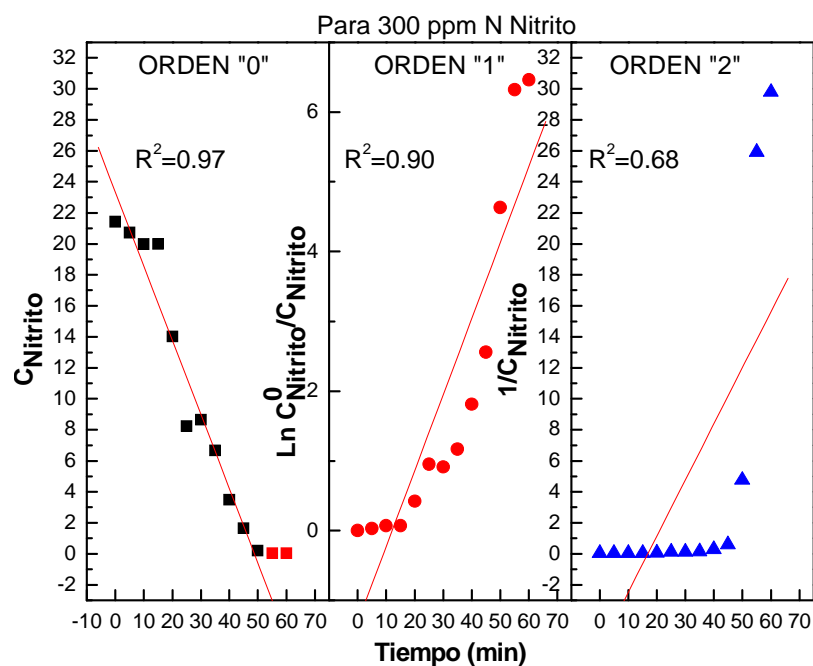 Para 300 ppm N Nitrito
ORDEN "0"
ORDEN "1"
ORDEN "2"
R²=0.97
R²=0.90
R²=0.68
C_Nitrito
32
30
28
26
24
22
20
18
16
14
12
10
8
6
4
2
0
-2
-10 0 10 20 30 40 50 60 70
Ln C⁰_Nitrito/C_Nitrito
6
4
2
0
0 10 20 30 40 50 60 70
1/C_Nitrito
32
30
28
26
24
22
20
18
16
14
12
10
8
6
4
2
0
-2
0 10 20 30 40 50 60 70
Tiempo (min)